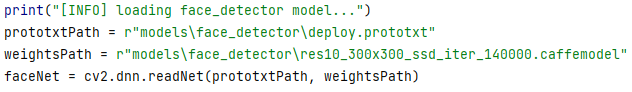 print("[INFO] loading face_detector model...")
prototxtPath = r"models\face_detector\deploy.prototxt"
weightsPath = r"models\face_detector\res10_300x300_ssd_iter_140000.caffemodel"
faceNet = cv2.dnn.readNet(prototxtPath, weightsPath)